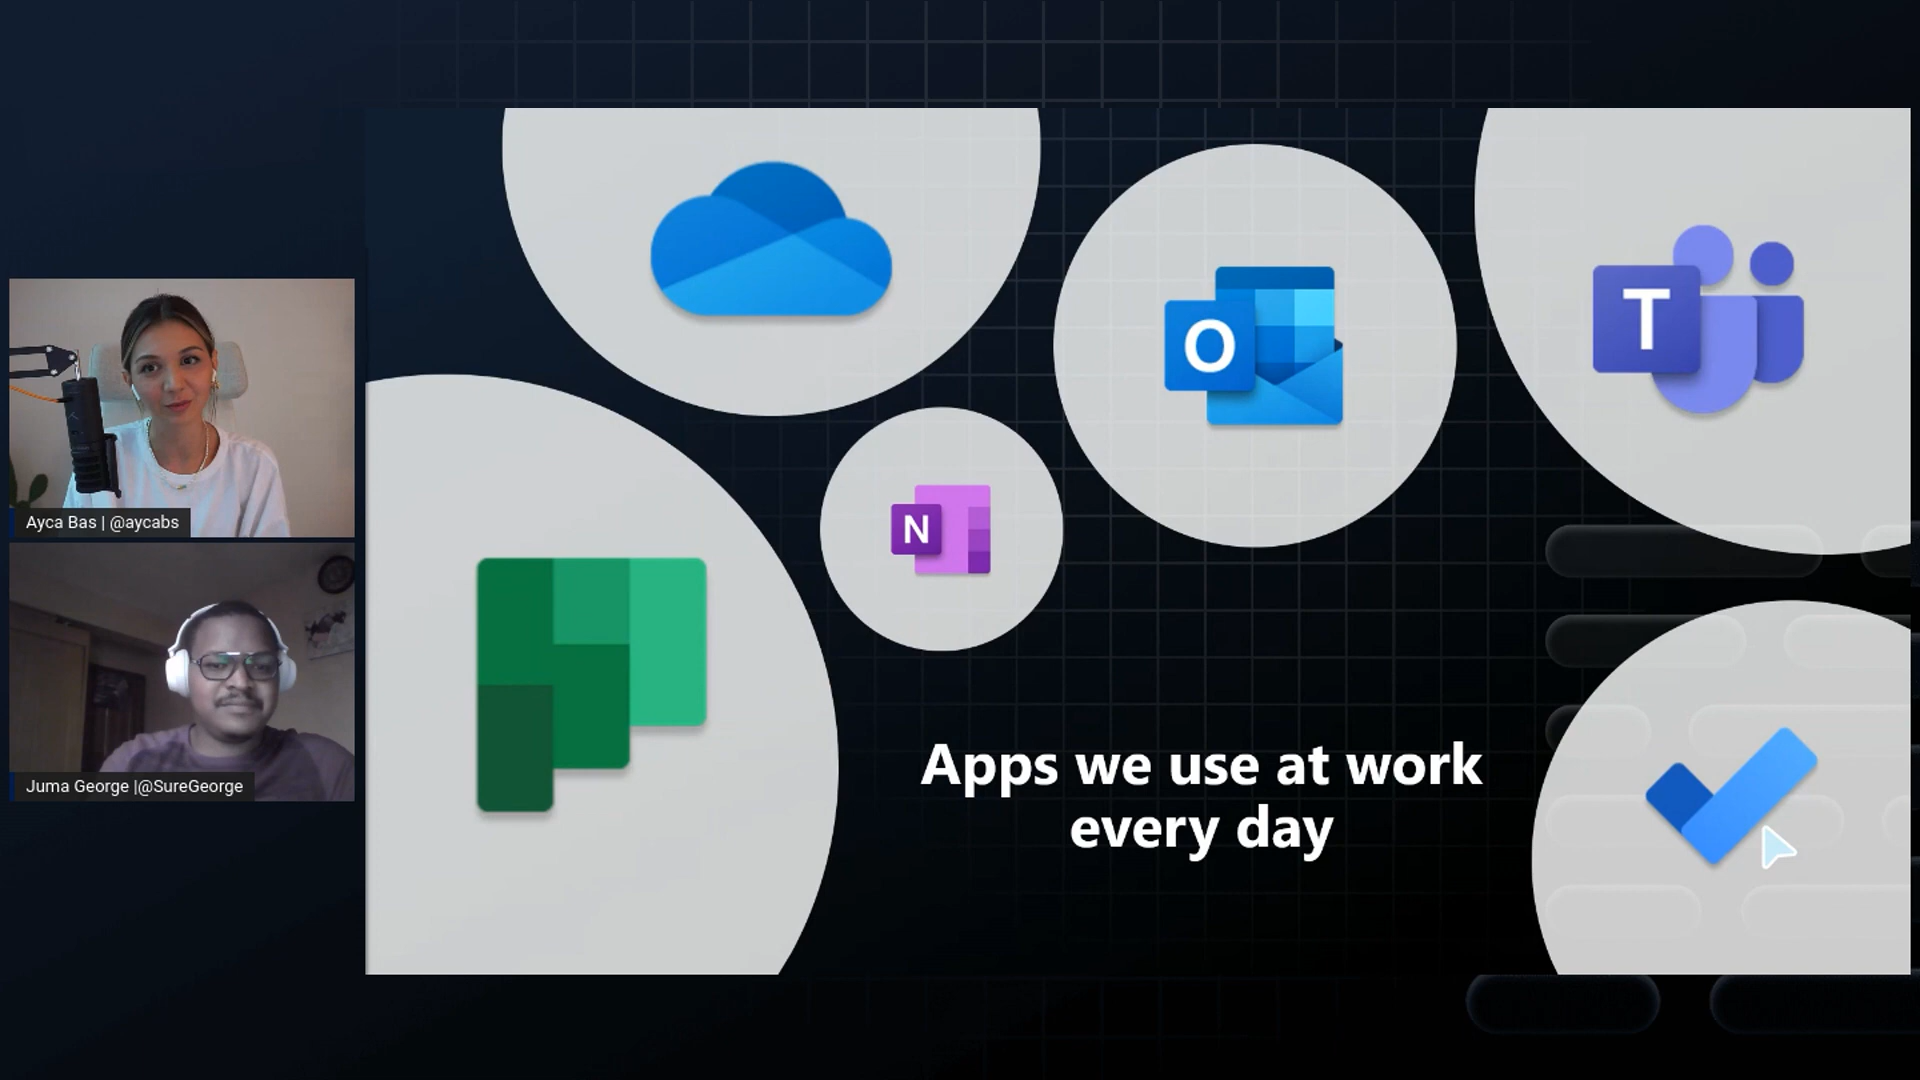 O
T
N
Ayca Bas | @aycabs
Juma George |@SureGeorge
Apps we use at work
every day